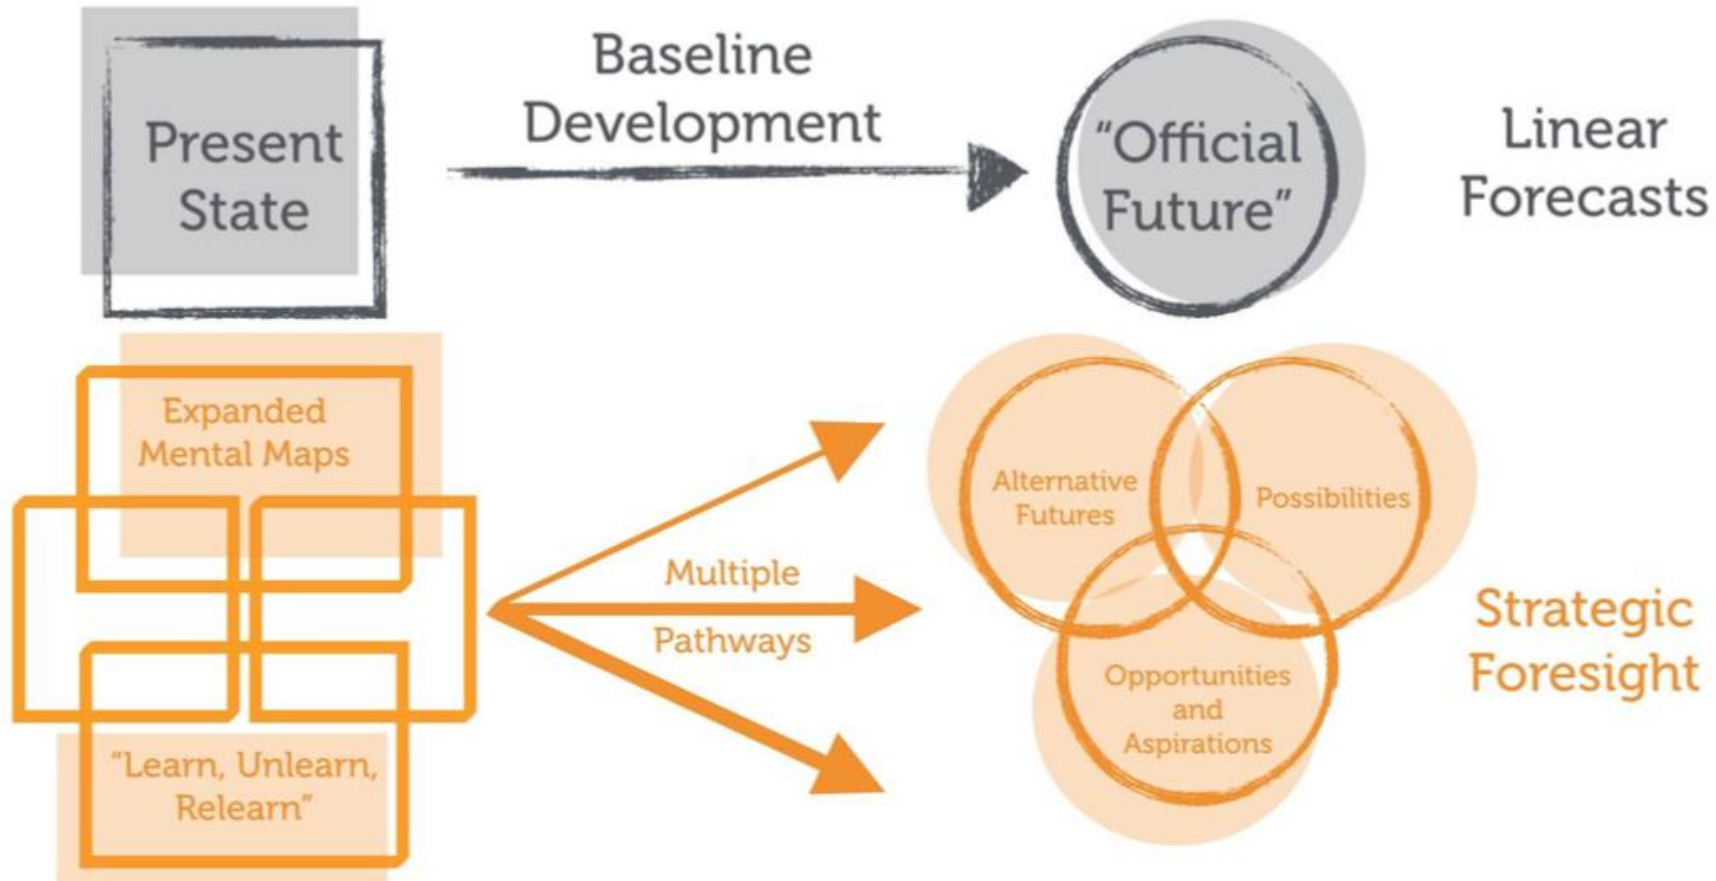 Present
State
Baseline
Development
“Official
Future”
Linear
Forecasts
Expanded
Mental Maps
“Learn, Unlearn,
Relearn”
Multiple
Pathways
Alternative
Futures
Possibilities
Opportunities
and
Aspirations
Strategic
Foresight